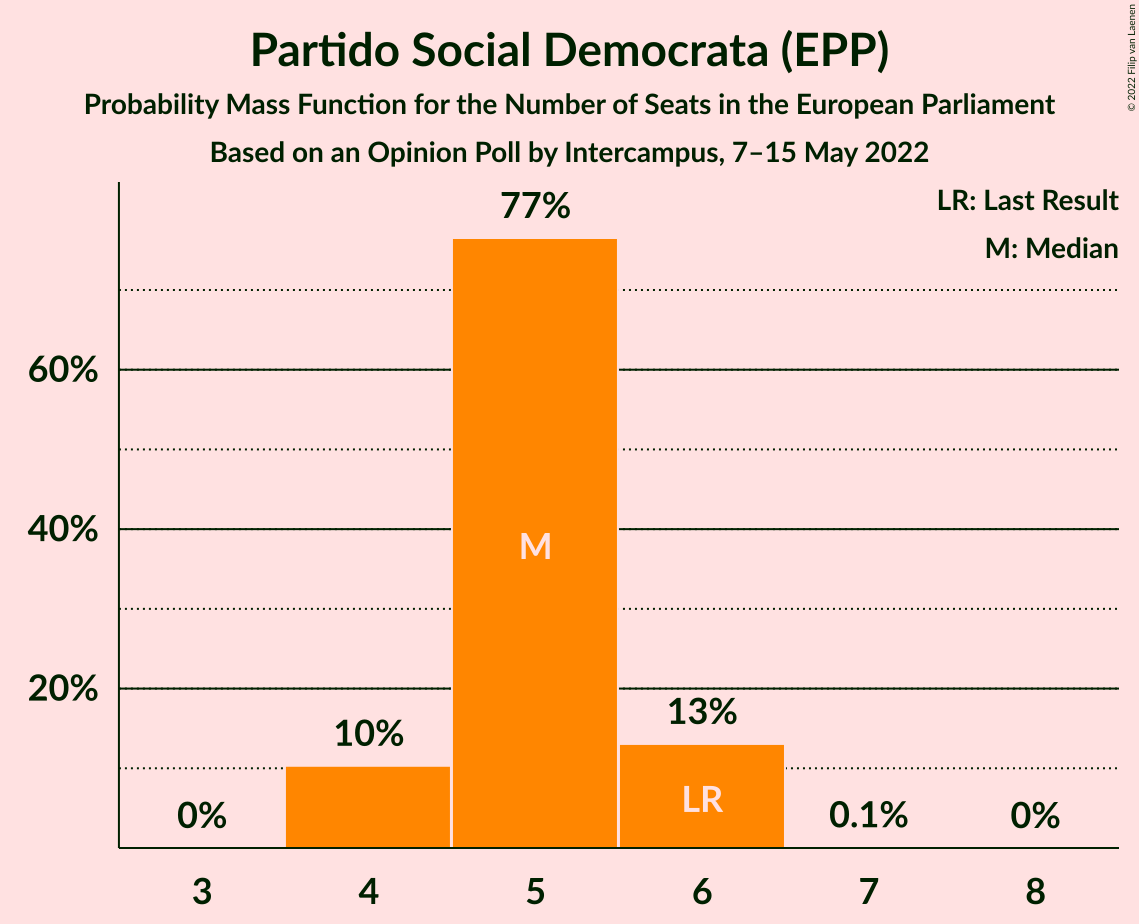 Partido Social Democrata (EPP)
Probability Mass Function for the Number of Seats in the European Parliament
Based on an Opinion Poll by Intercampus, 7–15 May 2022
© 2022 Filip van Laenen
LR: Last Result
M: Median
77%
60%
40%
M
20%
13%
10%
LR
0%
0.1%
0%
3 4 5 6 7 8